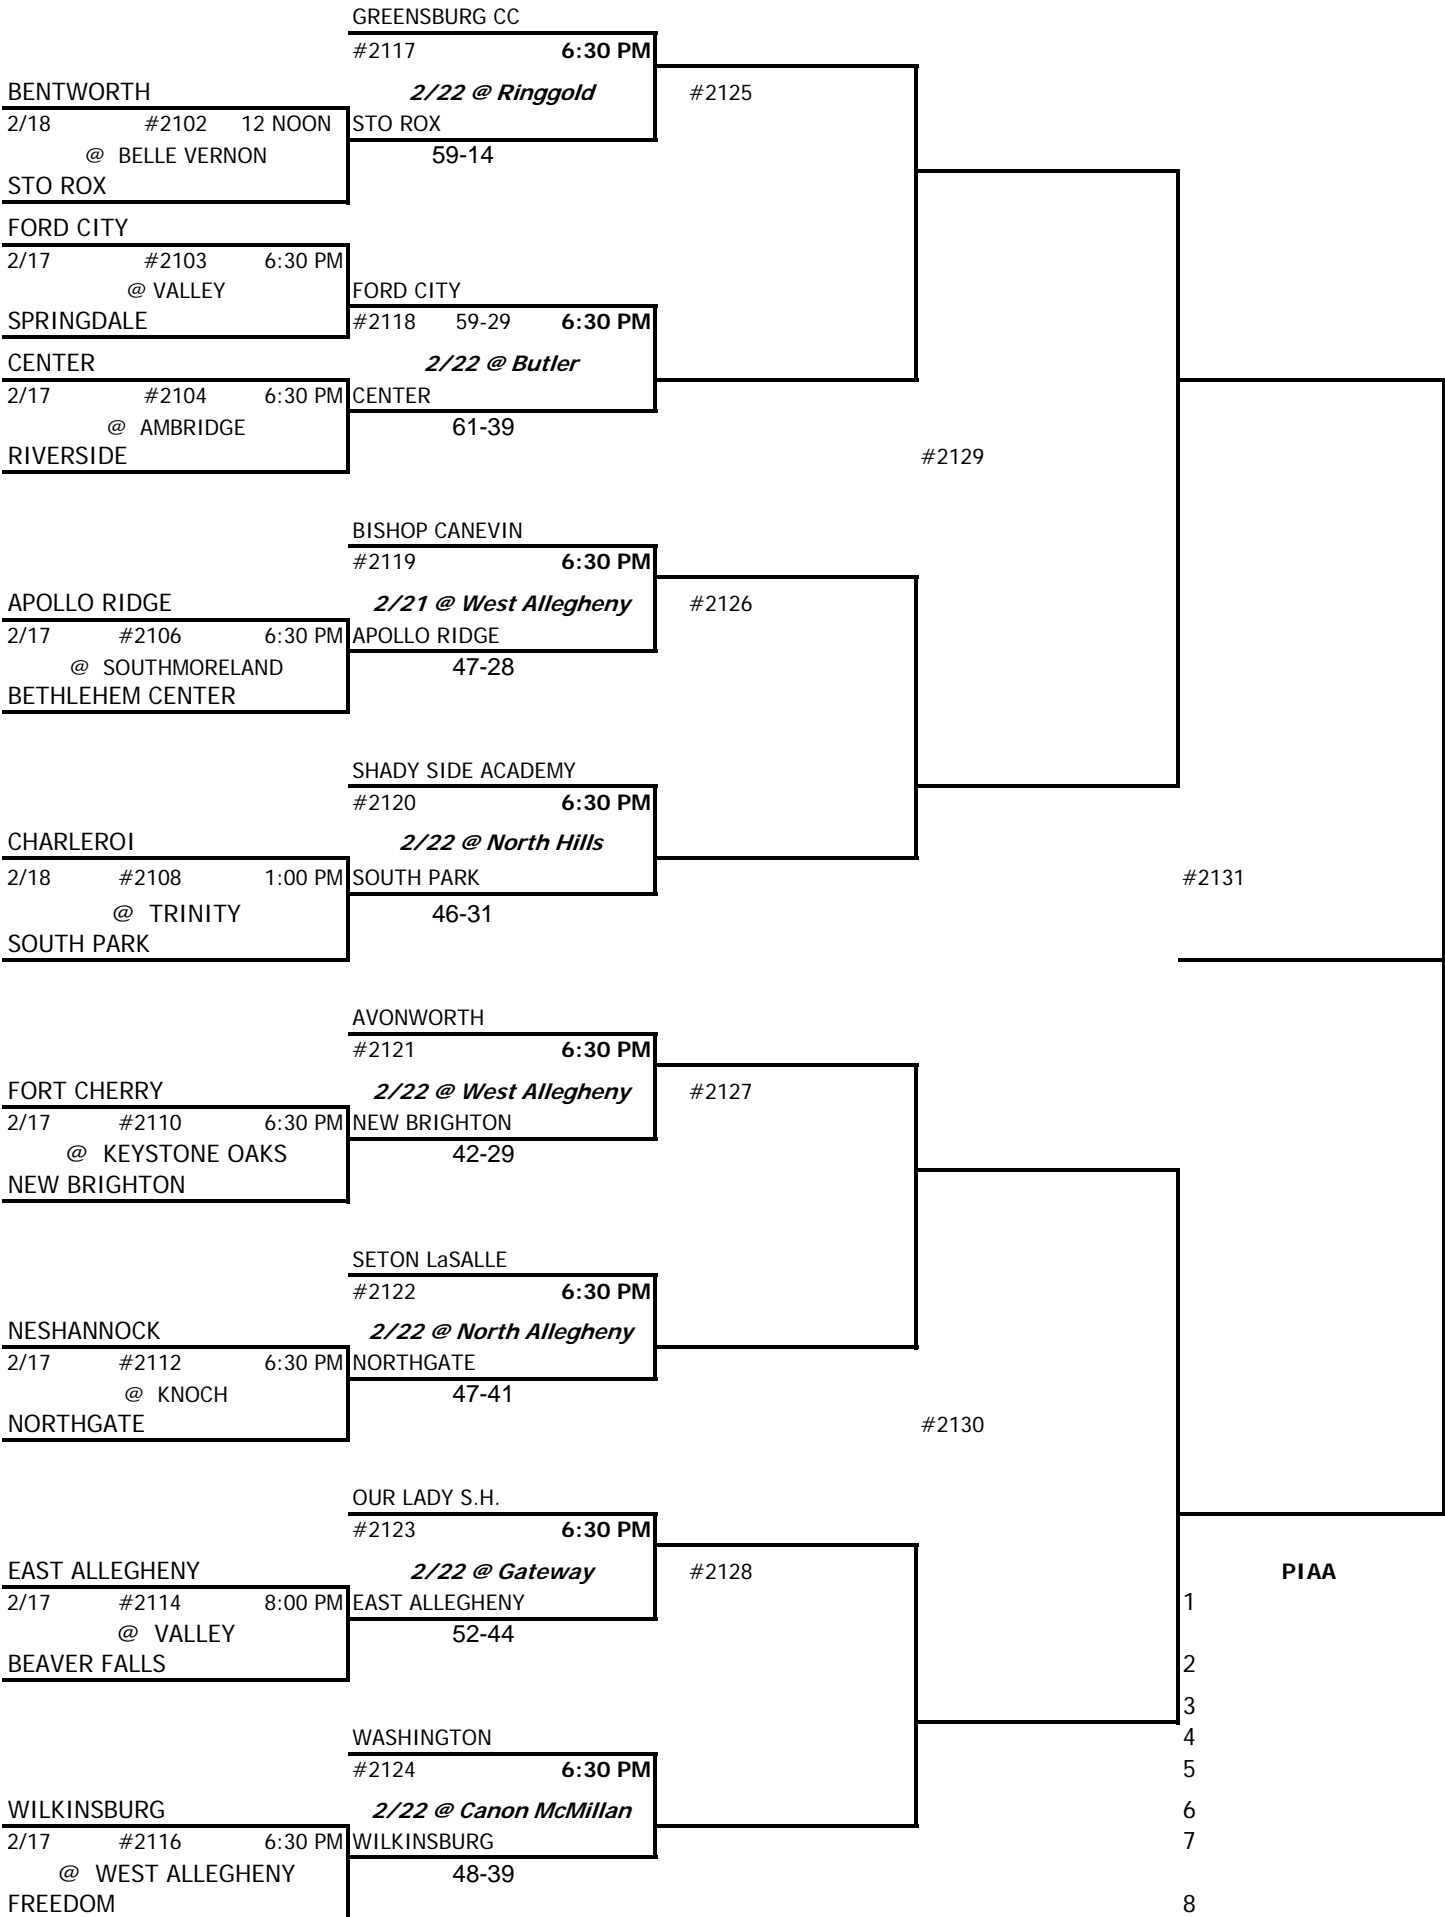 GREENSBURG CC
#2117 6:30 PM
BENTWORTH 2/22 @ Ringgold #2125
2/18 #2102 12 NOON STO ROX
@ BELLE VERNON 59-14
STO ROX
FORD CITY
2/17 #2103 6:30 PM
@ VALLEY FORD CITY
SPRINGDALE #2118 59-29 6:30 PM
CENTER 2/22 @ Butler
2/17 #2104 6:30 PM CENTER
@ AMBRIDGE 61-39
RIVERSIDE #2129
BISHOP CANEVIN
#2119 6:30 PM
APOLLO RIDGE 2/21 @ West Allegheny #2126
2/17 #2106 6:30 PM APOLLO RIDGE
@ SOUTHMORELAND 47-28
BETHLEHEM CENTER
SHADY SIDE ACADEMY
#2120 6:30 PM
CHARLEROI 2/22 @ North Hills
2/18 #2108 1:00 PM SOUTH PARK #2131
@ TRINITY 46-31
SOUTH PARK
AVONWORTH
#2121 6:30 PM
FORT CHERRY 2/22 @ West Allegheny #2127
2/17 #2110 6:30 PM NEW BRIGHTON
@ KEYSTONE OAKS 42-29
NEW BRIGHTON
SETON LaSALLE
#2122 6:30 PM
NESHANNOCK 2/22 @ North Allegheny
2/17 #2112 6:30 PM NORTHGATE
@ KNOCH 47-41
NORTHGATE #2130
OUR LADY S.H.
#2123 6:30 PM
EAST ALLEGHENY 2/22 @ Gateway #2128 PIAA
2/17 #2114 8:00 PM EAST ALLEGHENY 1
@ VALLEY 52-44
BEAVER FALLS 2
3
WASHINGTON 4
#2124 6:30 PM 5
WILKINSBURG 2/22 @ Canon McMillan 6
2/17 #2116 6:30 PM WILKINSBURG 7
@ WEST ALLEGHENY 48-39
FREEDOM 8